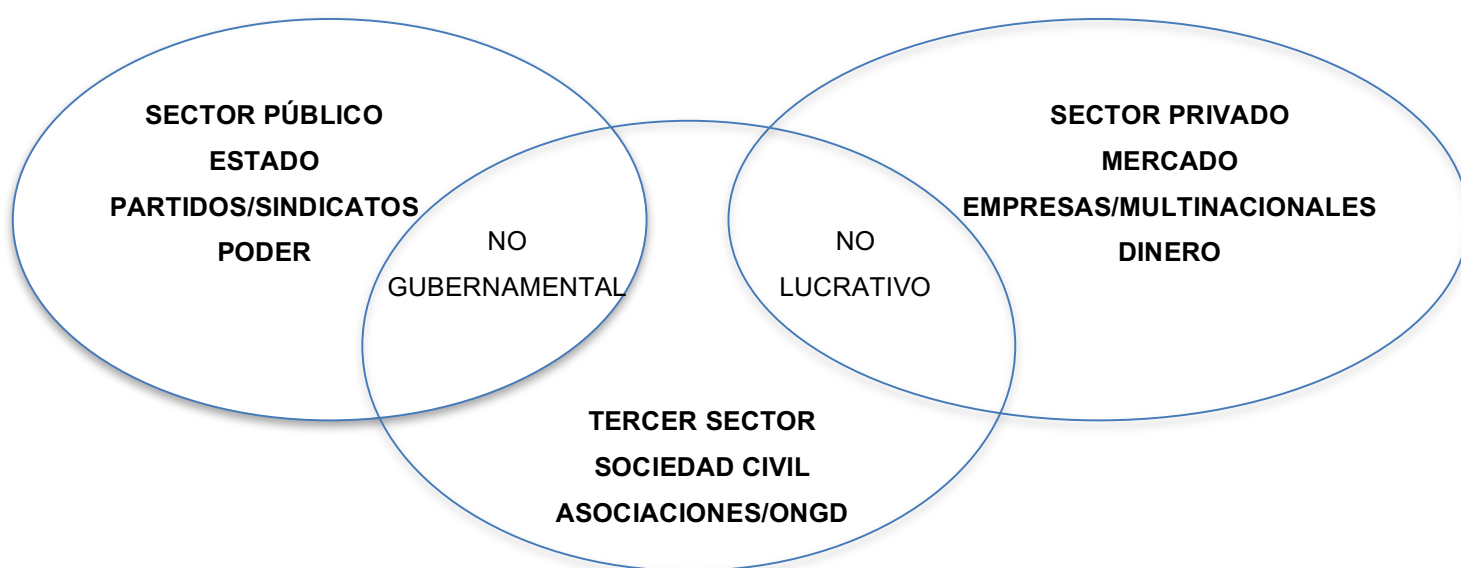 SECTOR PÚBLICO
ESTADO
PARTIDOS/SINDICATOS
PODER
NO
GUBERNAMENTAL
NO
LUCRATIVO
SECTOR PRIVADO
MERCADO
EMPRESAS/MULTINACIONALES
DINERO
TERCER SECTOR
SOCIEDAD CIVIL
ASOCIACIONES/ONGD